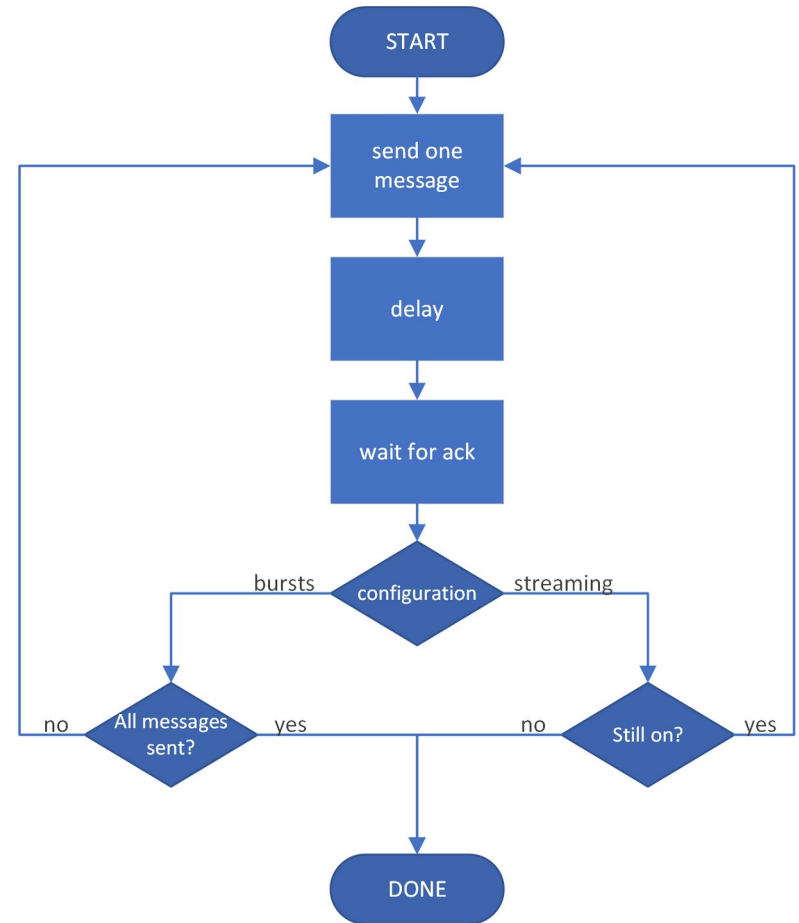 START
send one
message
delay
wait for ack
bursts
configuration
streaming
no
All messages
sent?
yes
no
Still on?
yes
DONE